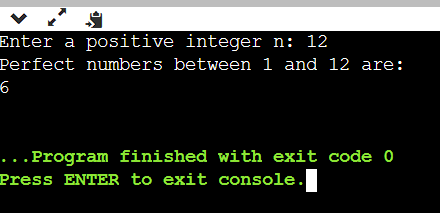 Enter a positive integer n: 12
Perfect numbers between 1 and 12 are:
6
...Program finished with exit code 0
Press ENTER to exit console.